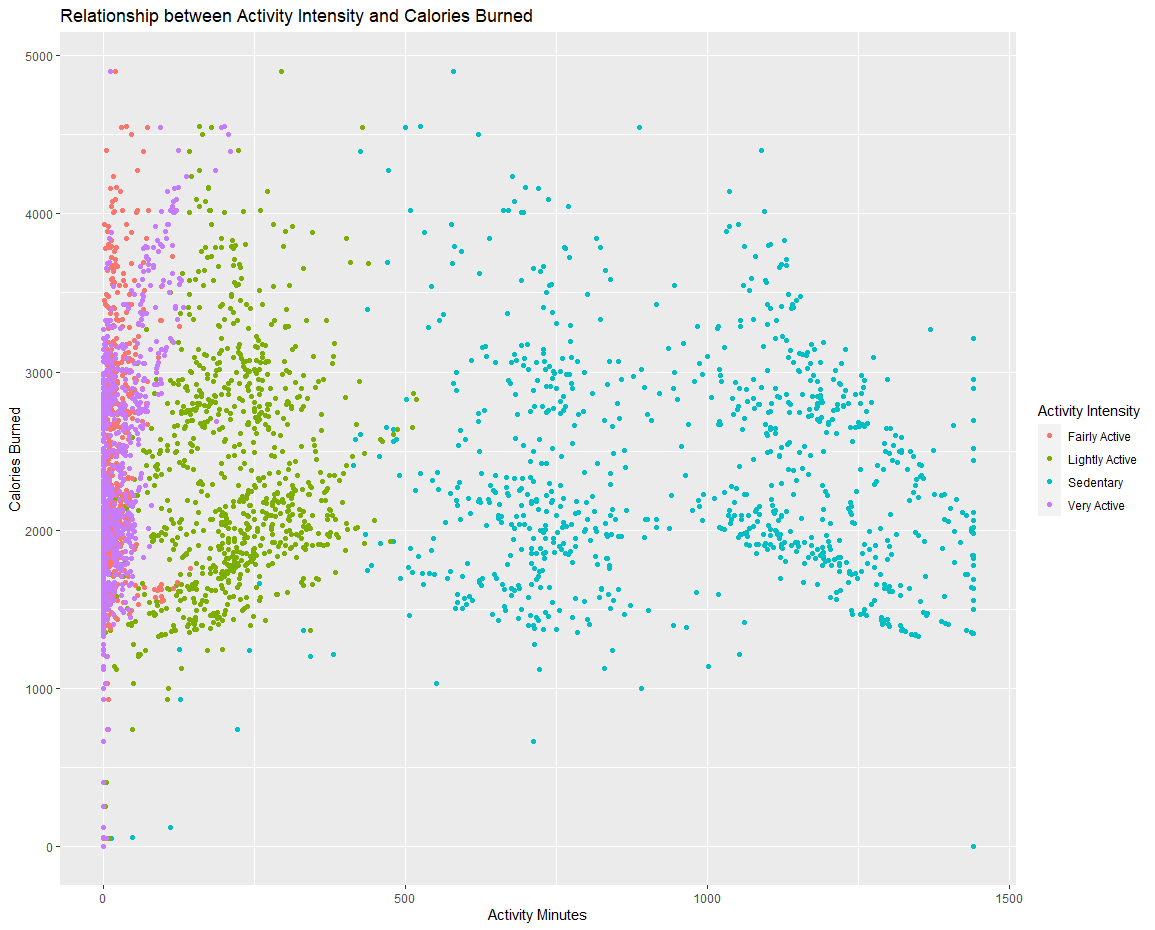 Relationship between Activity Intensity and Calories Burned
Calories Burned
5000
4000
3000
2000
1000
0
0
500
1000
1500
Activity Minutes
Activity Intensity
Fairly Active
Lightly Active
Sedentary
Very Active